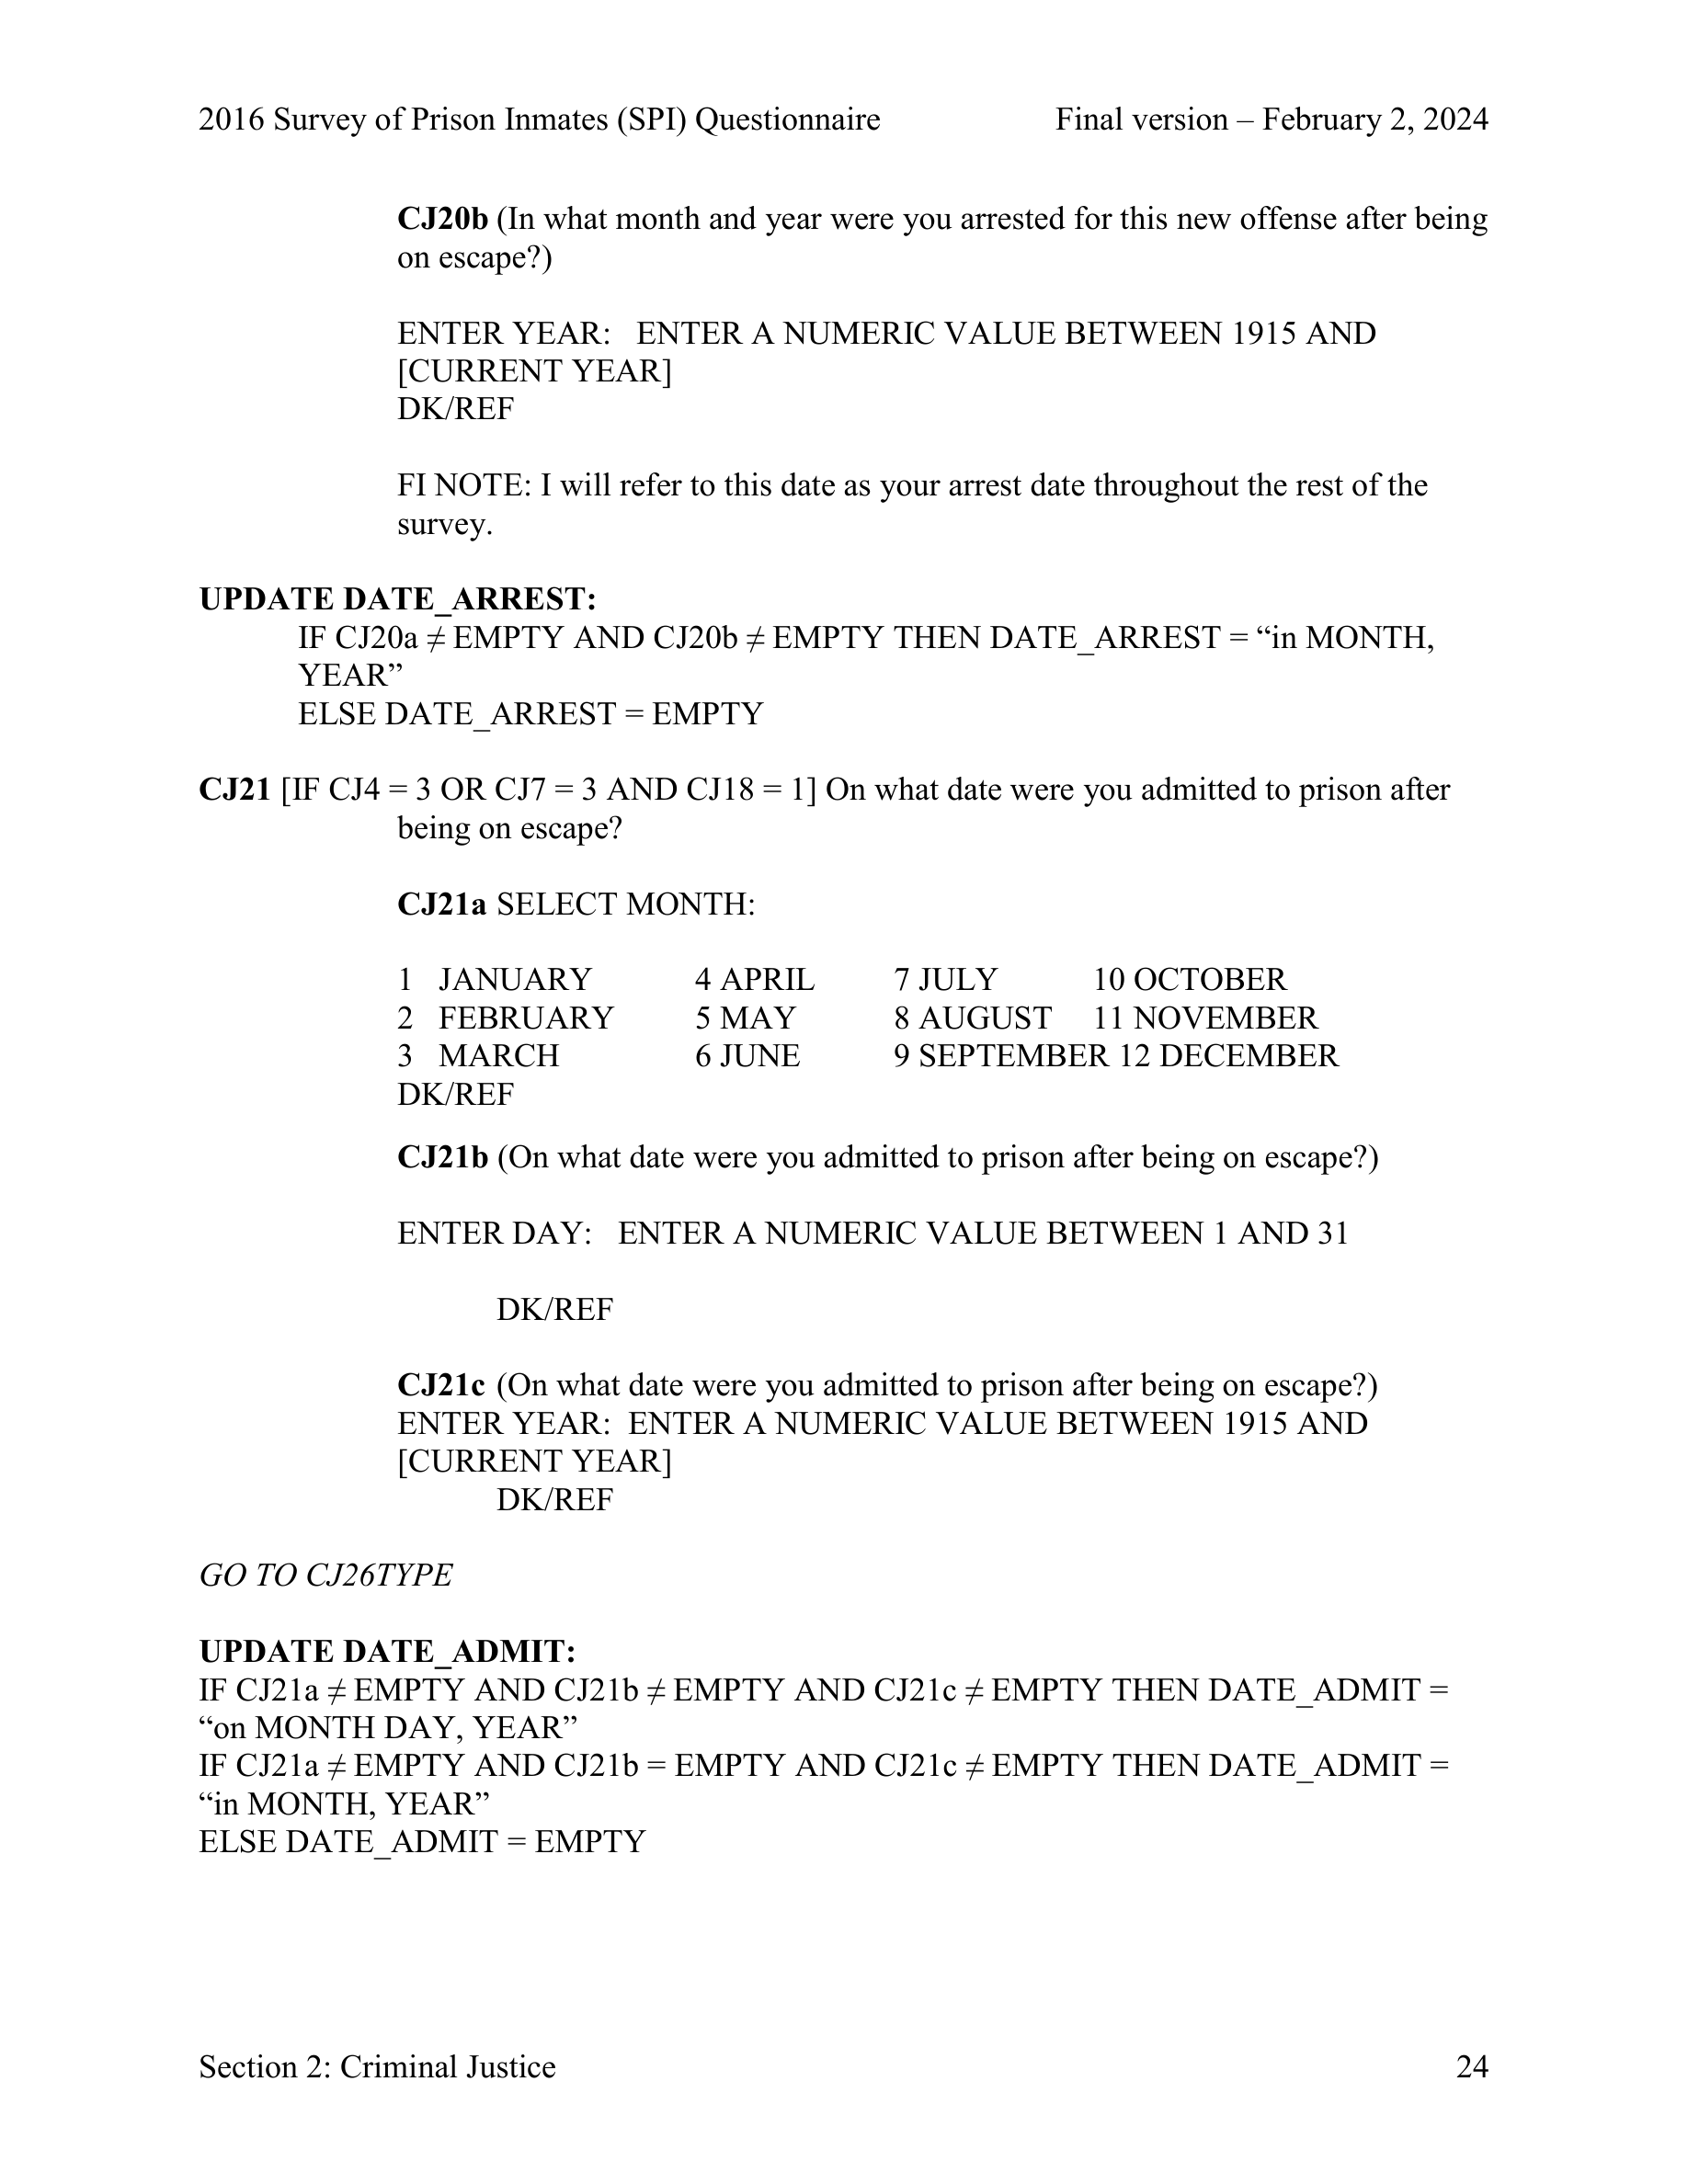 2016 Survey of Prison Inmates (SPI) Questionnaire Final version – February 2, 2024
CJ20b (In what month and year were you arrested for this new offense after being
on escape?)
ENTER YEAR: ENTER A NUMERIC VALUE BETWEEN 1915 AND
[CURRENT YEAR]
DK/REF
FI NOTE: I will refer to this date as your arrest date throughout the rest of the
survey.
UPDATE DATE_ARREST:
IF CJ20a ≠ EMPTY AND CJ20b ≠ EMPTY THEN DATE_ARREST = “in MONTH,
YEAR”
ELSE DATE_ARREST = EMPTY
CJ21 [IF CJ4 = 3 OR CJ7 = 3 AND CJ18 = 1] On what date were you admitted to prison after
being on escape?
CJ21a SELECT MONTH:
1 JANUARY 4 APRIL 7 JULY 10 OCTOBER
2 FEBRUARY 5 MAY 8 AUGUST 11 NOVEMBER
3 MARCH 6 JUNE 9 SEPTEMBER 12 DECEMBER
DK/REF
CJ21b (On what date were you admitted to prison after being on escape?)
ENTER DAY: ENTER A NUMERIC VALUE BETWEEN 1 AND 31
DK/REF
CJ21c (On what date were you admitted to prison after being on escape?)
ENTER YEAR: ENTER A NUMERIC VALUE BETWEEN 1915 AND
[CURRENT YEAR]
DK/REF
GO TO CJ26TYPE
UPDATE DATE_ADMIT:
IF CJ21a ≠ EMPTY AND CJ21b ≠ EMPTY AND CJ21c ≠ EMPTY THEN DATE_ADMIT =
“on MONTH DAY, YEAR”
IF CJ21a ≠ EMPTY AND CJ21b = EMPTY AND CJ21c ≠ EMPTY THEN DATE_ADMIT =
“in MONTH, YEAR”
ELSE DATE_ADMIT = EMPTY
Section 2: Criminal Justice 24